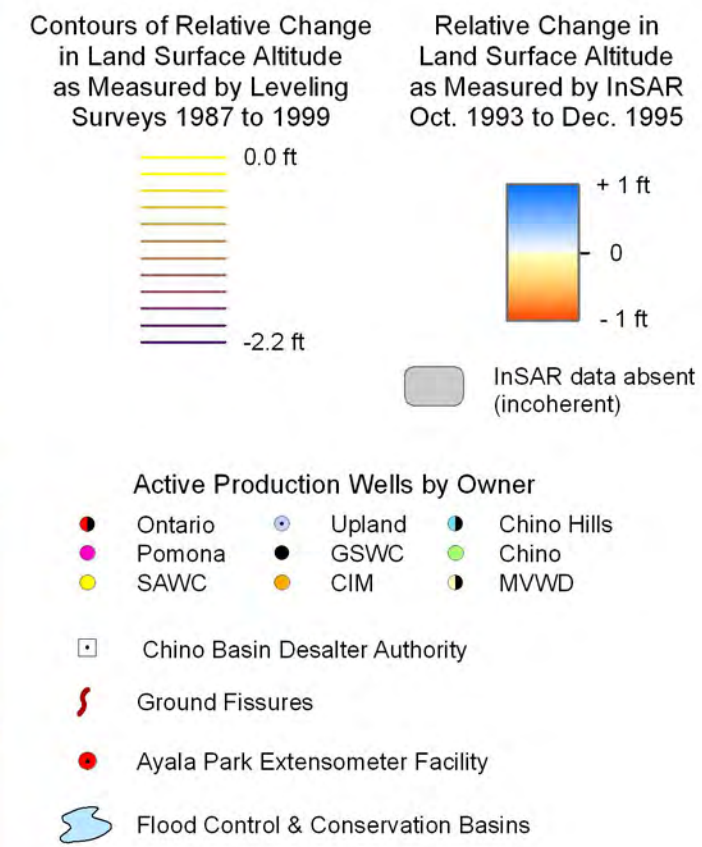 Contours of Relative Change
in Land Surface Altitude
as Measured by Leveling
Surveys 1987 to 1999
0.0 ft
-2.2 ft
Relative Change in
Land Surface Altitude
as Measured by InSAR
Oct. 1993 to Dec. 1995
+ 1 ft
0
- 1 ft
InSAR data absent
(incoherent)
Active Production Wells by Owner
Ontario
Upland
Chino Hills
Pomona
GSWC
Chino
SAWC
CIM
MVWD
Chino Basin Desalter Authority
Ground Fissures
Ayala Park Extensometer Facility
Flood Control & Conservation Basins